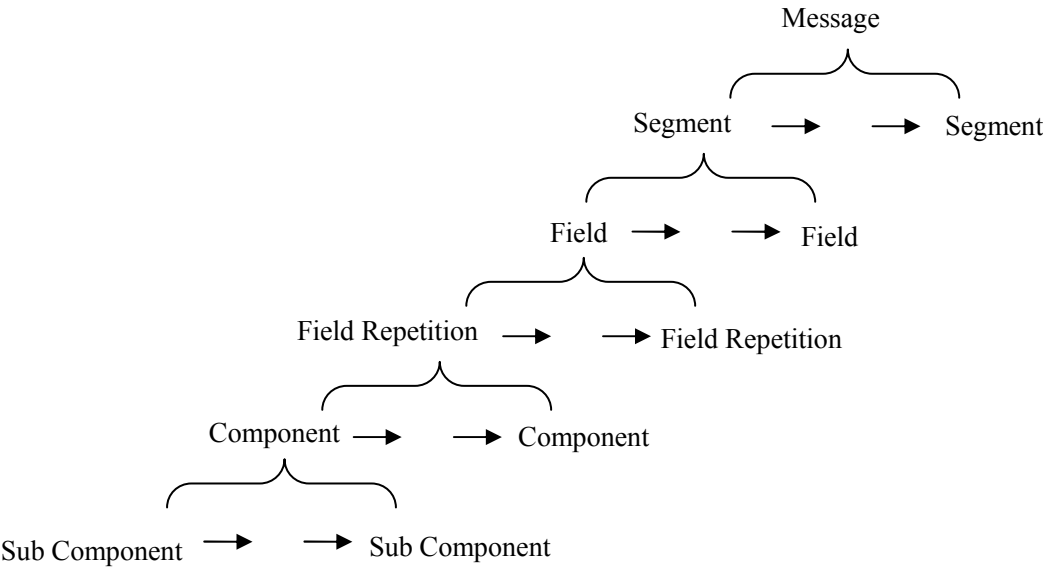 Message
Segment Segment
Field Field
Field Repetition Field Repetition
Component Component
Sub Component Sub Component